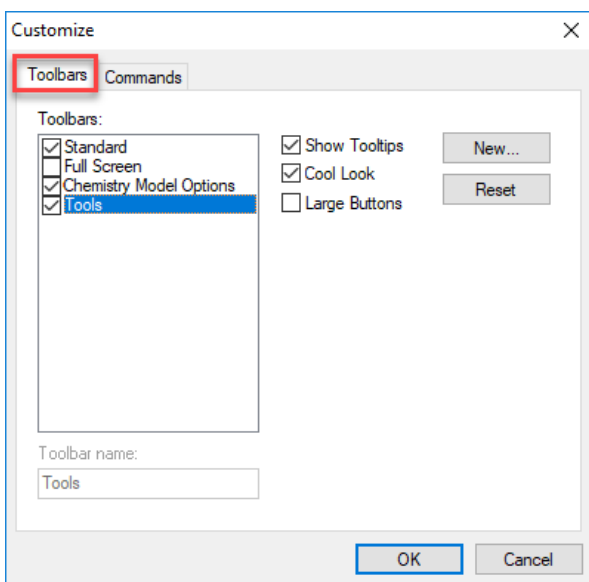 Customize
Toolbars Commands
Toolbars:
Standard
Full Screen
Chemistry Model Options
Tools
Show Tooltips
Cool Look
Large Buttons
New...
Reset
Toolbar name:
Tools
OK Cancel